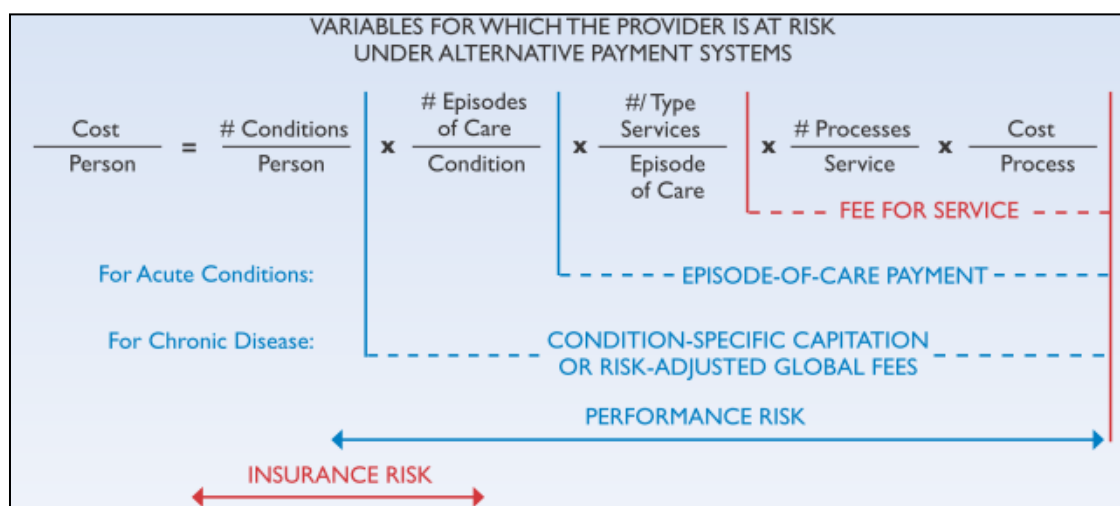 VARIABLES FOR WHICH THE PROVIDER IS AT RISK
UNDER ALTERNATIVE PAYMENT SYSTEMS
Cost
Person
=
# Conditions
Person
x
# Episodes
of Care
Condition
x
#/ Type
Services
Episode
of Care
x
# Processes
Service
x
Cost
Process
FEE FOR SERVICE
For Acute Conditions:
EPISODE-OF-CARE PAYMENT
For Chronic Disease:
CONDITION-SPECIFIC CAPITATION
OR RISK-ADJUSTED GLOBAL FEES
PERFORMANCE RISK
INSURANCE RISK